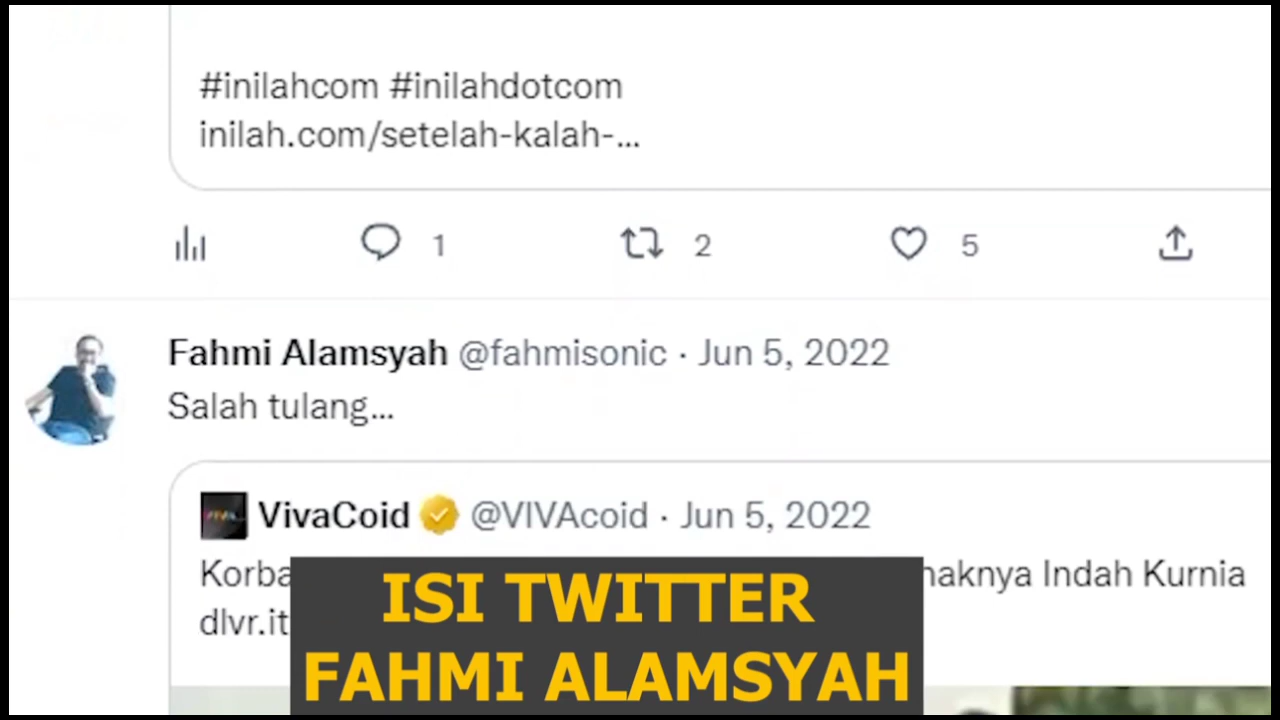 #inilahcom #inilahdotcom
inilah.com/setelah-kalah-...
1 2 5
Fahmi Alamsyah @fahmisonic · Jun 5, 2022
Salah tulang...
VivaCoid @VIVAcoid · Jun 5, 2022
Korba naknya Indah Kurnia
dlvr.it
ISI TWITTER
FAHMI ALAMSYAH